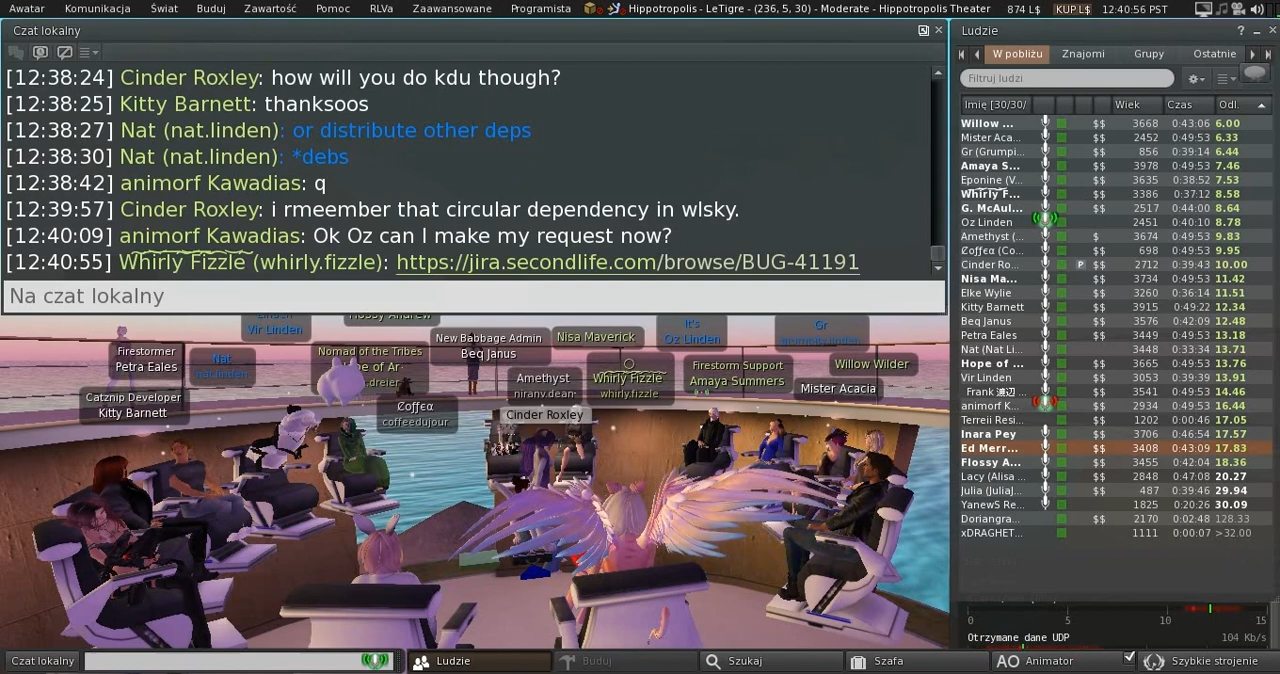 Awatar Komunikacja Świat Buduj Zawartość Pomoc RLVa Zaawansowane Programista Hippotropolis - LeTigre - (236, 5, 30) - Moderate - Hippotropolis Theater 874 L$ KUP L$ 12:40:56 PST
Czat lokalny
[12:38:24] Cinder Roxley: how will you do kdu though?
[12:38:25] Kitty Barnett: thanksoos
[12:38:27] Nat (nat.linden): or distribute other deps
[12:38:30] Nat (nat.linden): *debs
[12:38:42] animorf Kawadias: q
[12:39:57] Cinder Roxley: i rmeember that circular dependency in wlsky.
[12:40:09] animorf Kawadias: Ok Oz can I make my request now?
[12:40:55] Whirly Fizzle (whirly.fizzle): https://jira.secondlife.com/browse/BUG-41191
Na czat lokalny
Vir Linden
Flossy Andrew
New Babbage Admin
Beq Janus
Nisa Maverick
It's
Oz Linden
Gr
Firestormer
Petra Eales
Nat
nat.linden
Nomad of the Tribes
Catznip Developer
Kitty Barnett
Coffea
coffeedujour
Amethyst
Cinder Roxley
Whirly Fizzle
whirly.fizzle
Firestorm Support
Amaya Summers
Willow Wilder
Mister Acacia
Ludzie
W pobliżu Znajomi Grupy Ostatnie
Filtruj ludzi
Imię [30/30/ Wiek Czas Odl.
Willow ... $$ 3668 0:43:06 6.00
Mister Aca... $$ 2452 0:49:53 6.33
Gr (Grumpi... $$ 856 0:39:14 6.44
Amaya S... $$ 3978 0:49:53 7.46
Eponine (V... $$ 3635 0:38:52 7.53
Whirly F... $$ 3386 0:37:12 8.58
G. McAul... $$ 2517 0:44:00 8.64
Oz Linden 2451 0:40:10 8.78
Amethyst (... $ 3674 0:49:53 9.83
Coffea (Co... $$ 698 0:49:53 9.95
Cinder Ro... P $$ 2712 0:39:43 10.00
Nisa Ma... $$ 3734 0:49:53 11.42
Elke Wylie $$ 3260 0:36:14 11.51
Kitty Barnett $$ 3915 0:49:22 12.34
Beq Janus $$ 3576 0:42:09 12.48
Petra Eales $$ 3449 0:49:53 13.18
Nat (Nat Li... 3448 0:33:34 13.71
Hope of ... $$ 3665 0:49:53 13.76
Vir Linden $$ 3053 0:39:39 13.91
Frank 渡辺 ... $$ 3541 0:49:53 14.46
animorf K... $$ 2934 0:49:53 16.44
Terreii Resi... $$ 1202 0:00:46 17.05
Inara Pey $$ 3706 0:46:54 17.57
Ed Merr... $$ 3408 0:43:09 17.83
Flossy A... $$ 3455 0:42:04 18.36
Lacy (Alisa ... $$ 2848 0:47:08 20.27
Julia (JuliaJ... $$ 487 0:39:46 29.94
YanewS Re... 1825 0:20:26 30.09
Doriangra... $$ 2170 0:02:48 128.33
xDRAGHET... 1111 0:00:07 >32.00
0 5 10 15
Otrzymane dane UDP 104 Kb/s
Czat lokalny Ludzie Buduj Szukaj Szafa AO Animator Szybkie strojenie